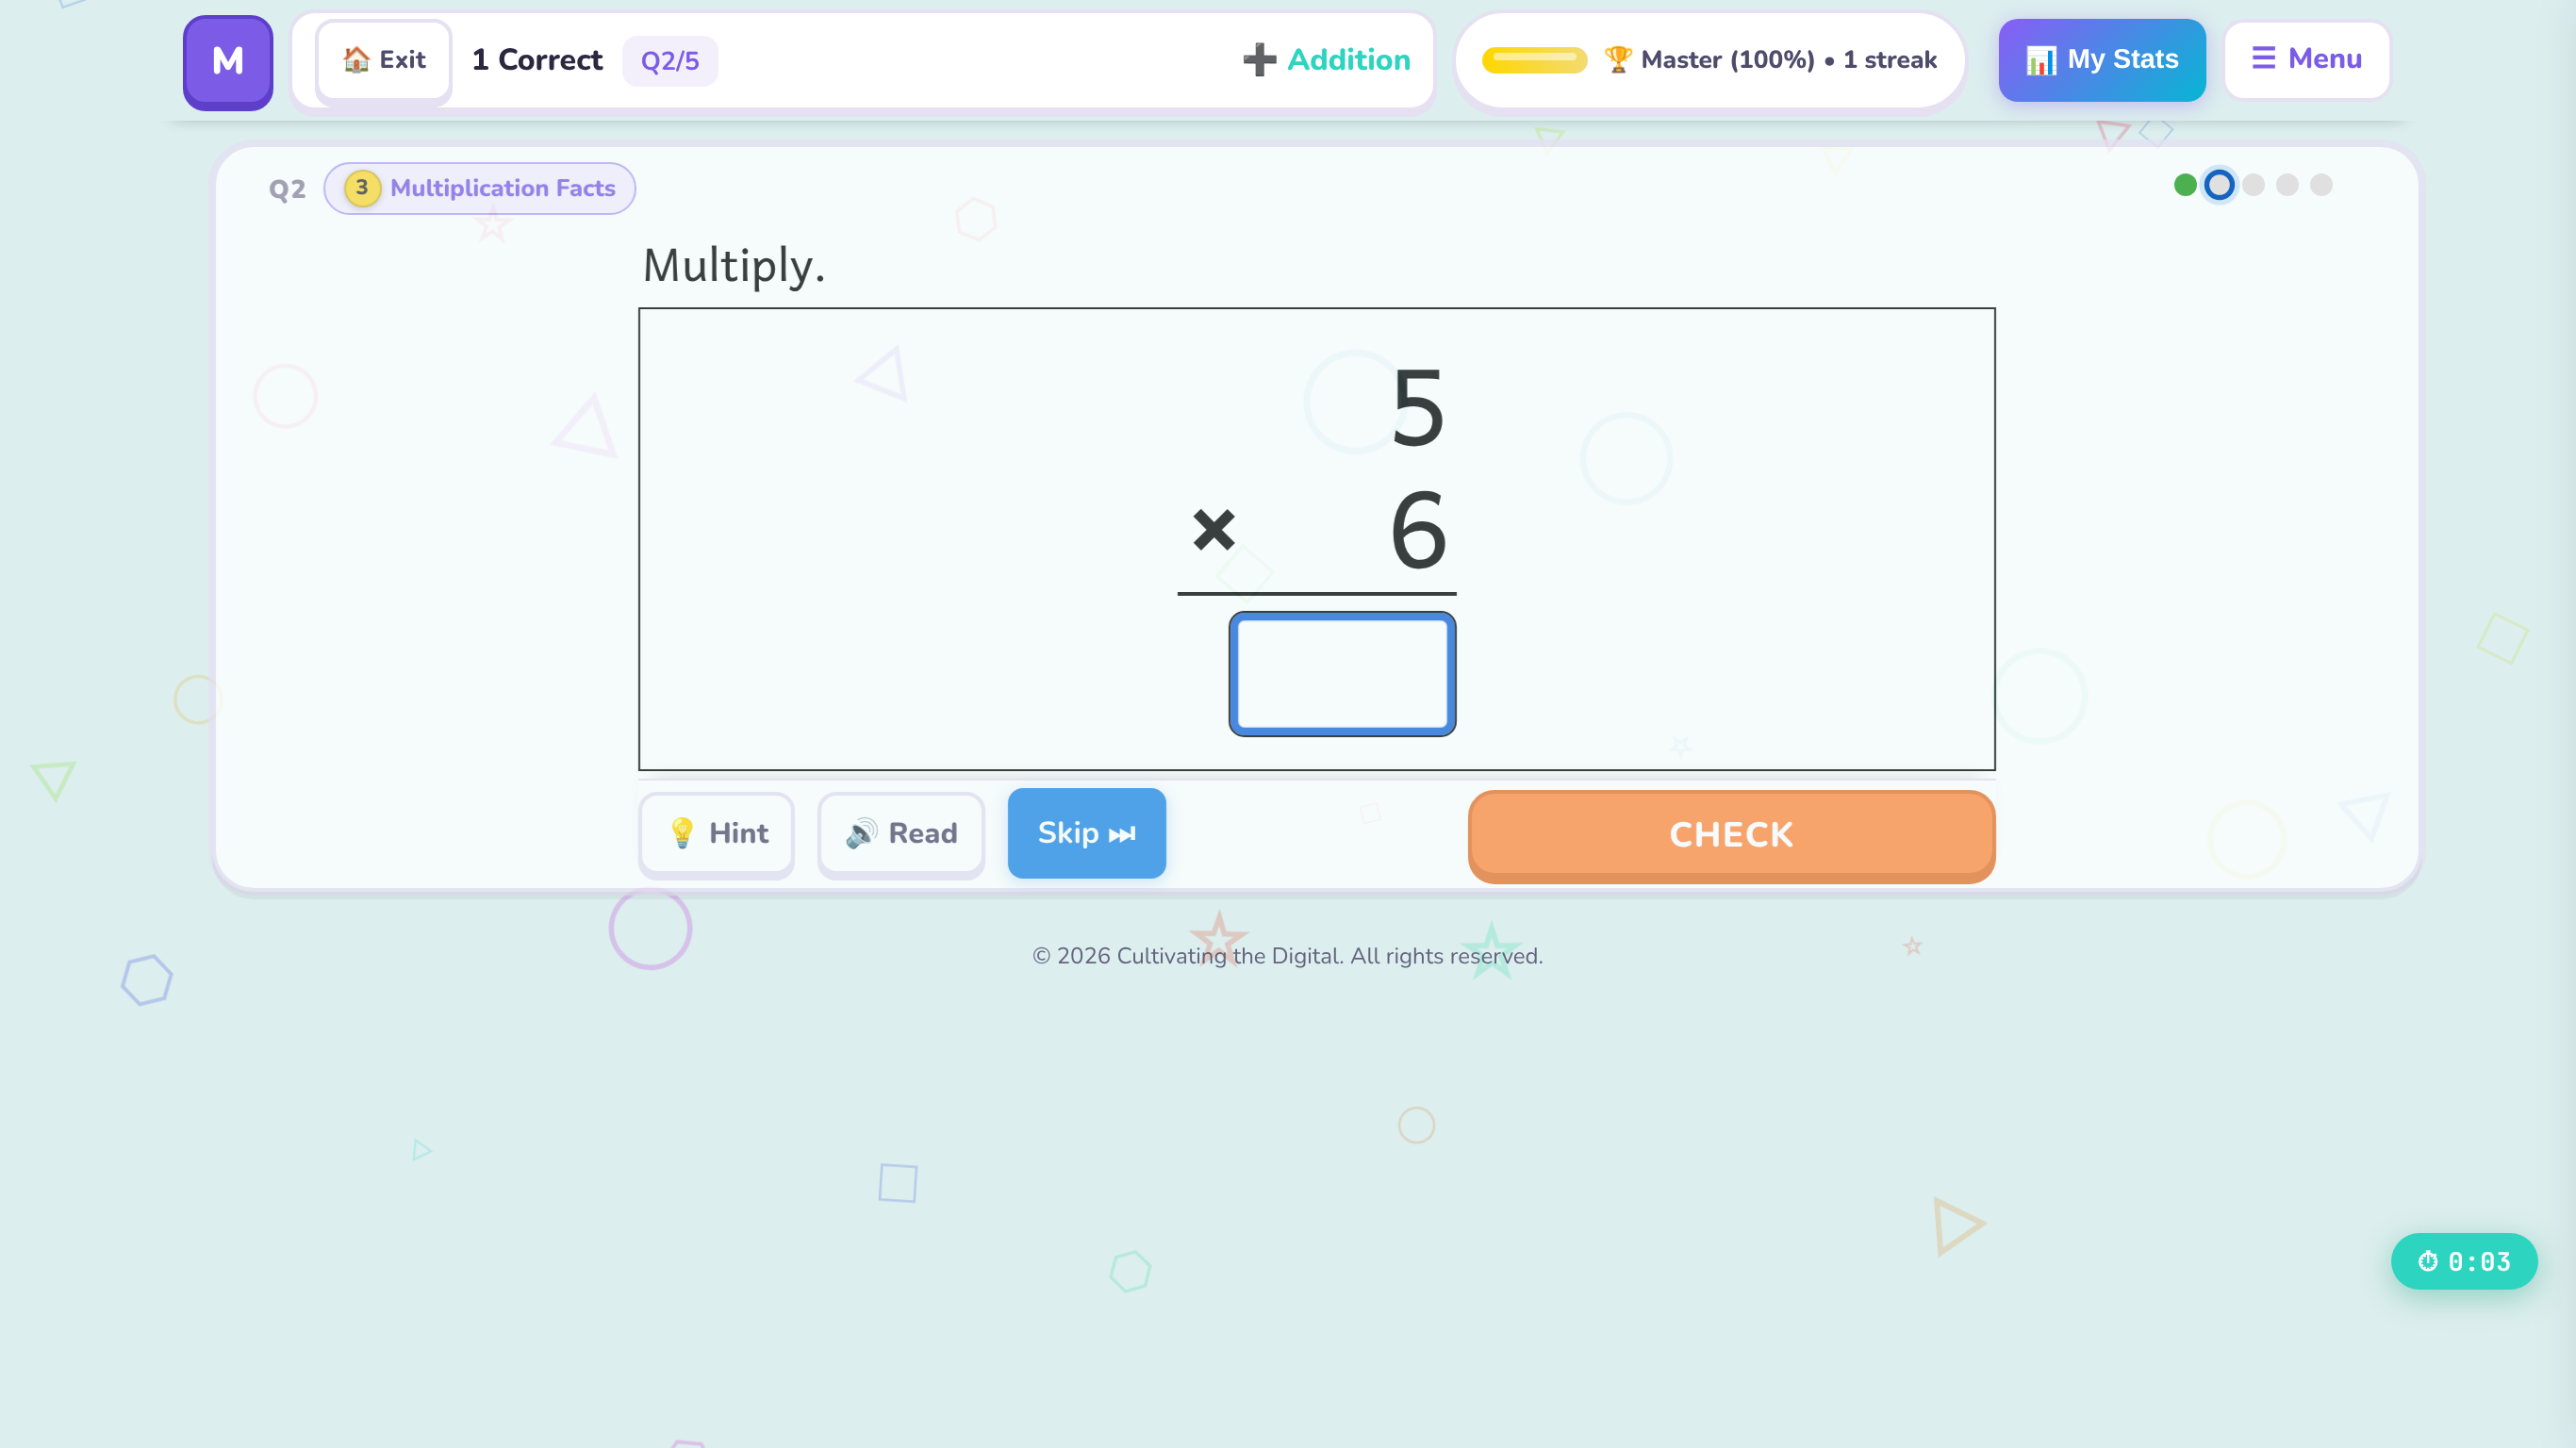 M
🏠 Exit
1 Correct
Q2/5
➕ Addition
🏆 Master (100%) • 1 streak
📊 My Stats
☰ Menu
Q2
3 Multiplication Facts
Multiply.
5
× 6
💡 Hint
🔊 Read
Skip ⏭
CHECK
© 2026 Cultivating the Digital. All rights reserved.
⏱ 0:03